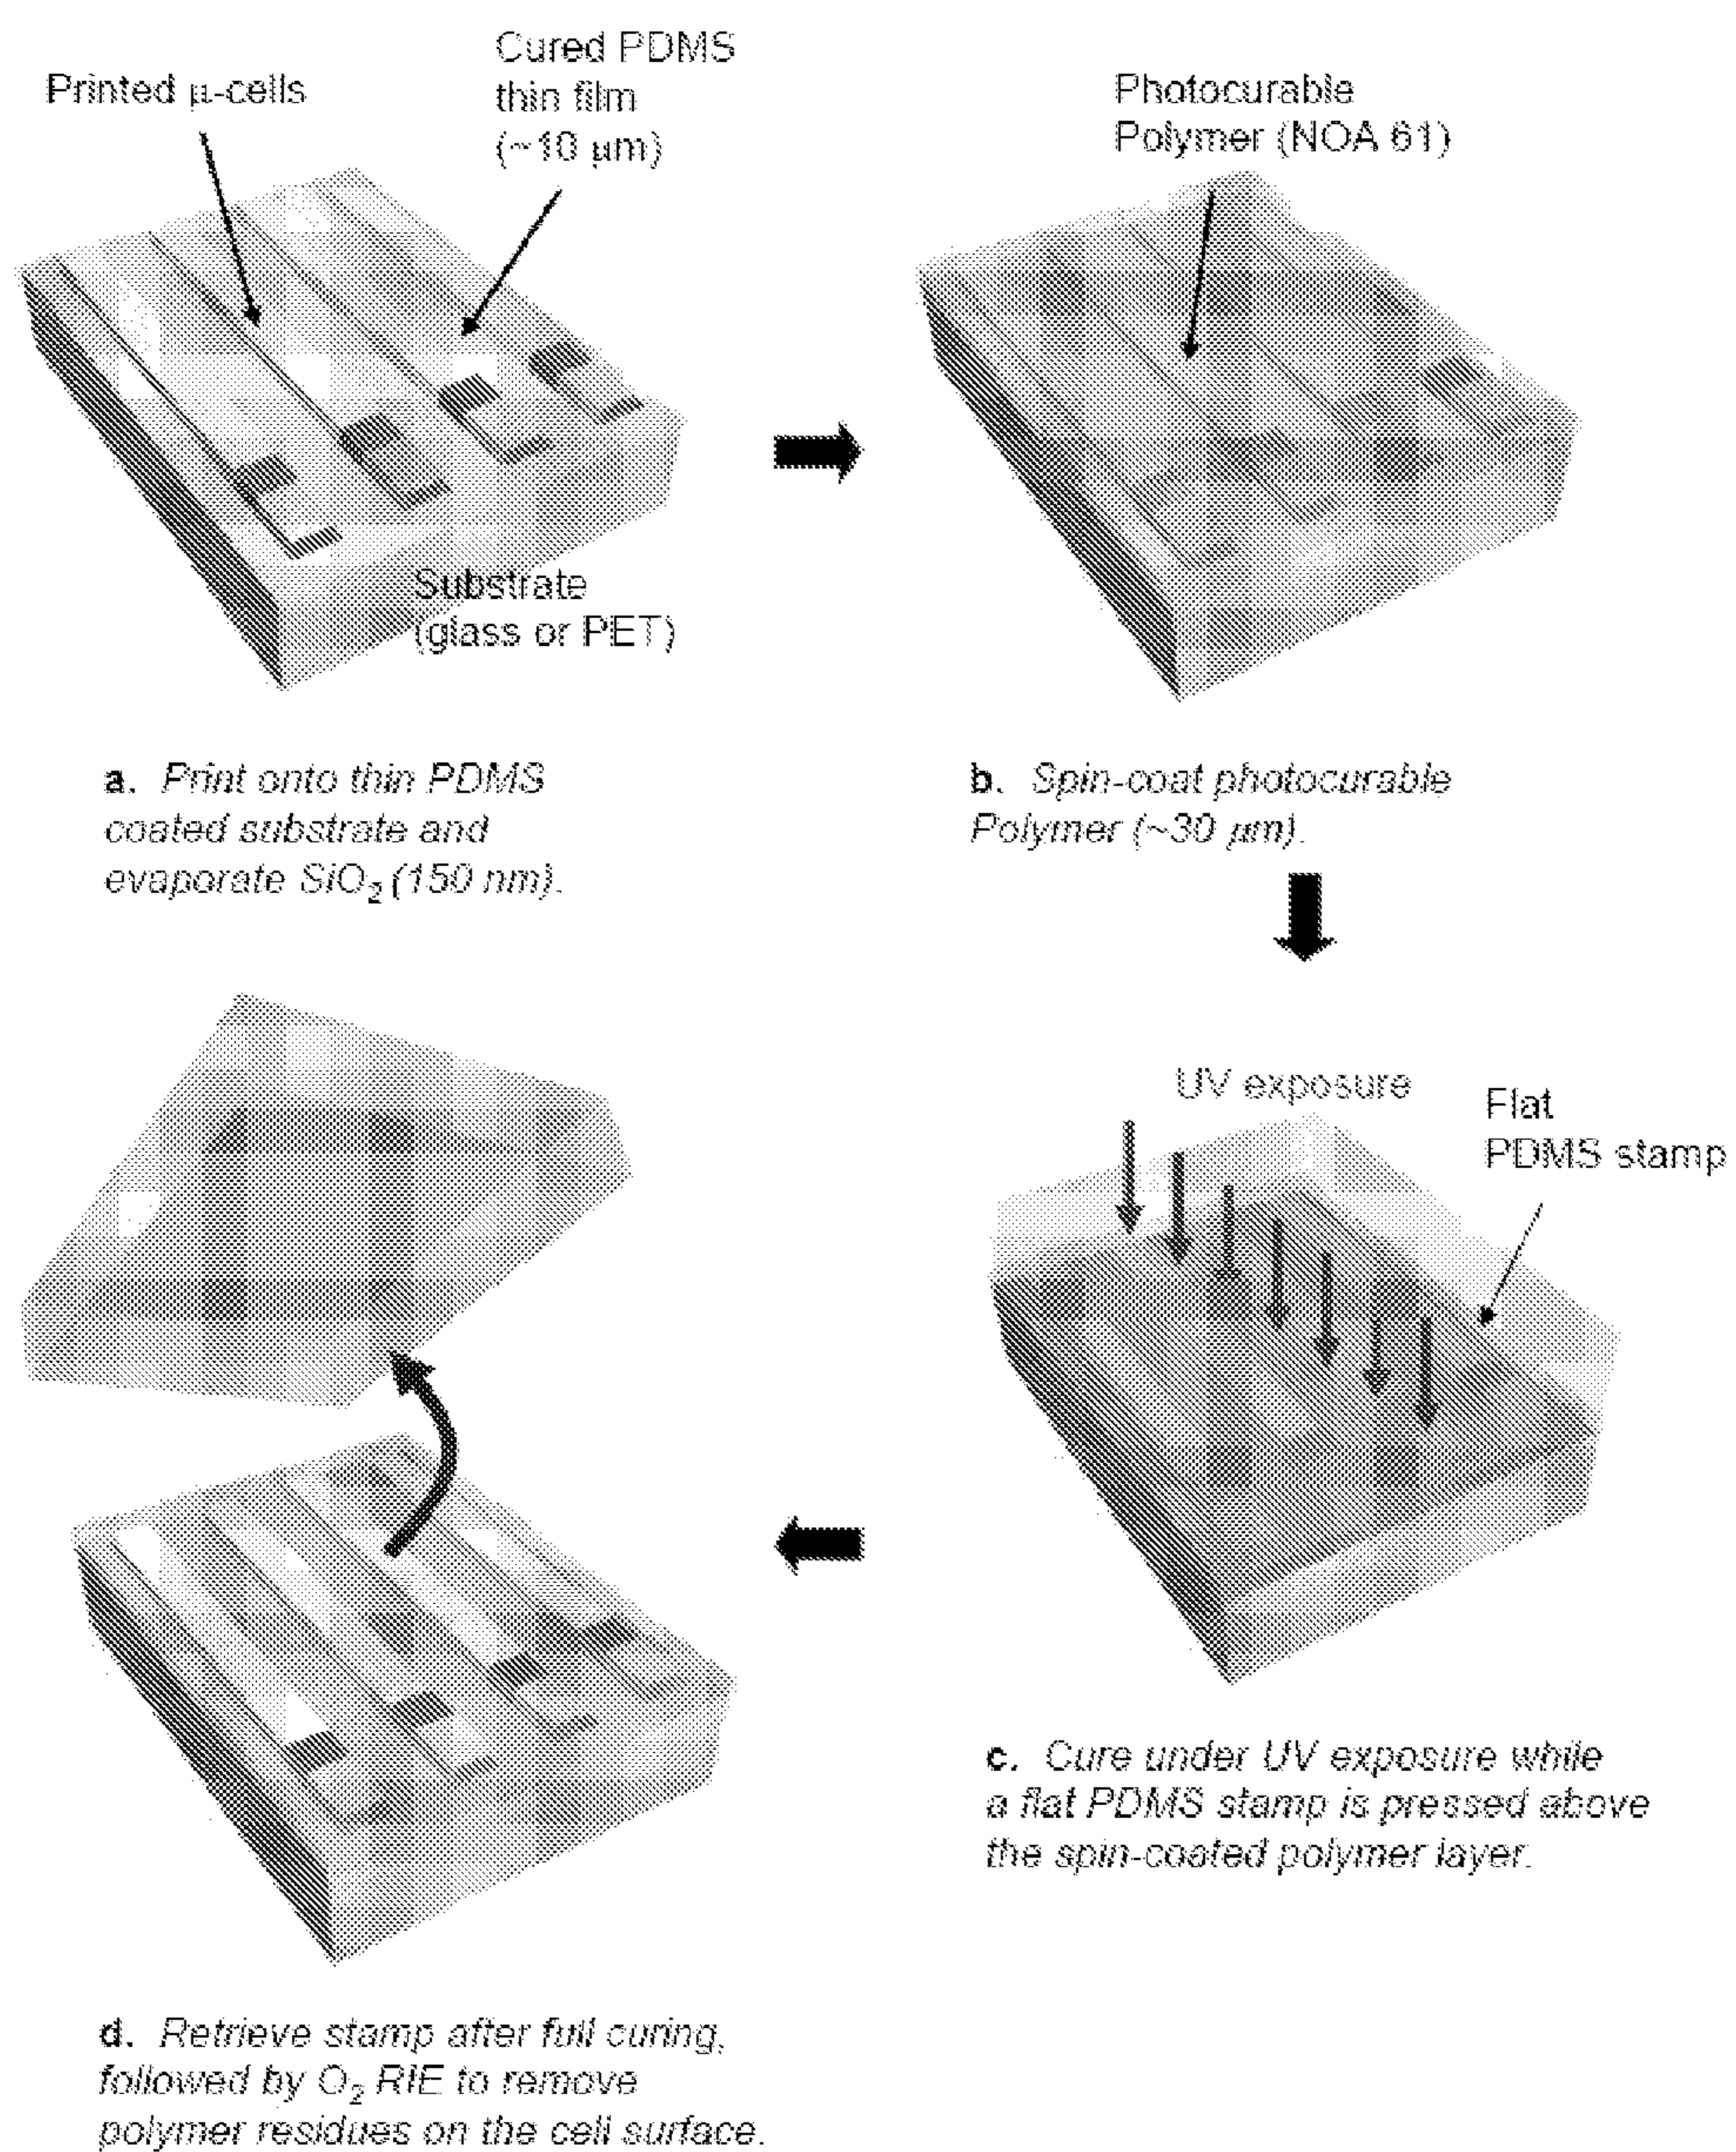 Printed μ-cells
Cured PDMS
thin film
(~10 μm)
Substrate
(glass or PET)
a. Print onto thin PDMS
coated substrate and
evaporate SiO₂ (150 nm).
Photocurable
Polymer (NOA 61)
b. Spin-coat photocurable
Polymer (~30 μm).
UV exposure
Flat
PDMS stamp
c. Cure under UV exposure while
a flat PDMS stamp is pressed above
the spin-coated polymer layer.
d. Retrieve stamp after full curing,
followed by O₂ RIE to remove
polymer residues on the cell surface.